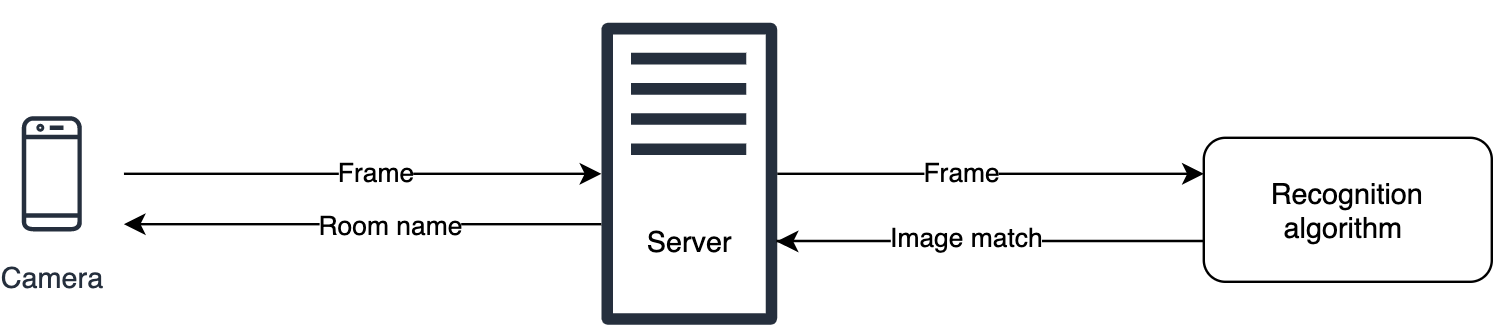 Frame
Frame
Recognition
algorithm
Room name
Server
Image match
Camera